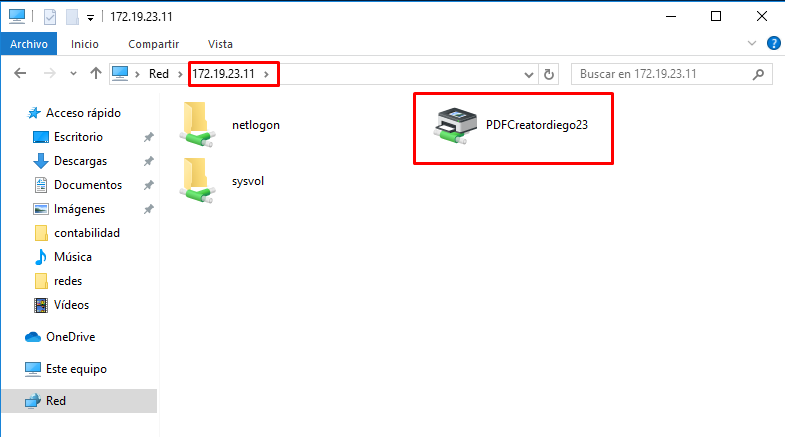 172.19.23.11
Archivo Inicio Compartir Vista
Red 172.19.23.11 Buscar en 172.19.23.11
Acceso rápido
Escritorio
Descargas
Documentos
Imágenes
contabilidad
Música
redes
Vídeos
OneDrive
Este equipo
Red
netlogon
PDFCreatordiego23
sysvol